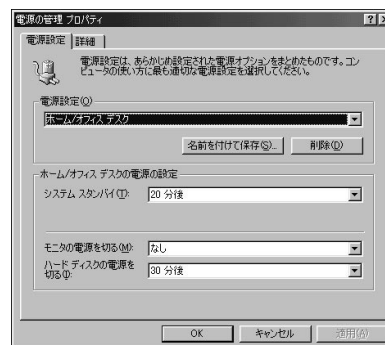 電源の管理 プロパティ
電源設定 詳細
電源設定は、あらかじめ設定された電源オプションをまとめたものです。コン
ピュータの使い方に最も適切な電源設定を選択してください。
電源設定(O)
ホーム/オフィス デスク
名前を付けて保存(S)... 削除(D)
ホーム/オフィス デスクの電源の設定
システム スタンバイ(T): 20 分後
モニタの電源を切る(M): なし
ハード ディスクの電源を
切る(I): 30 分後
OK キャンセル 適用(A)